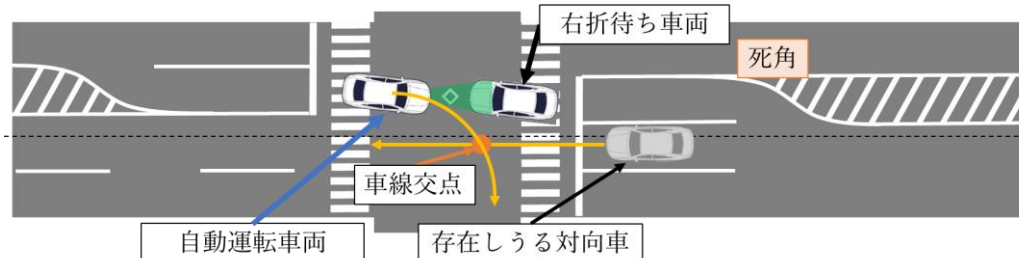 右折待ち車両
死角
車線交点
自動運転車両
存在しうる対向車